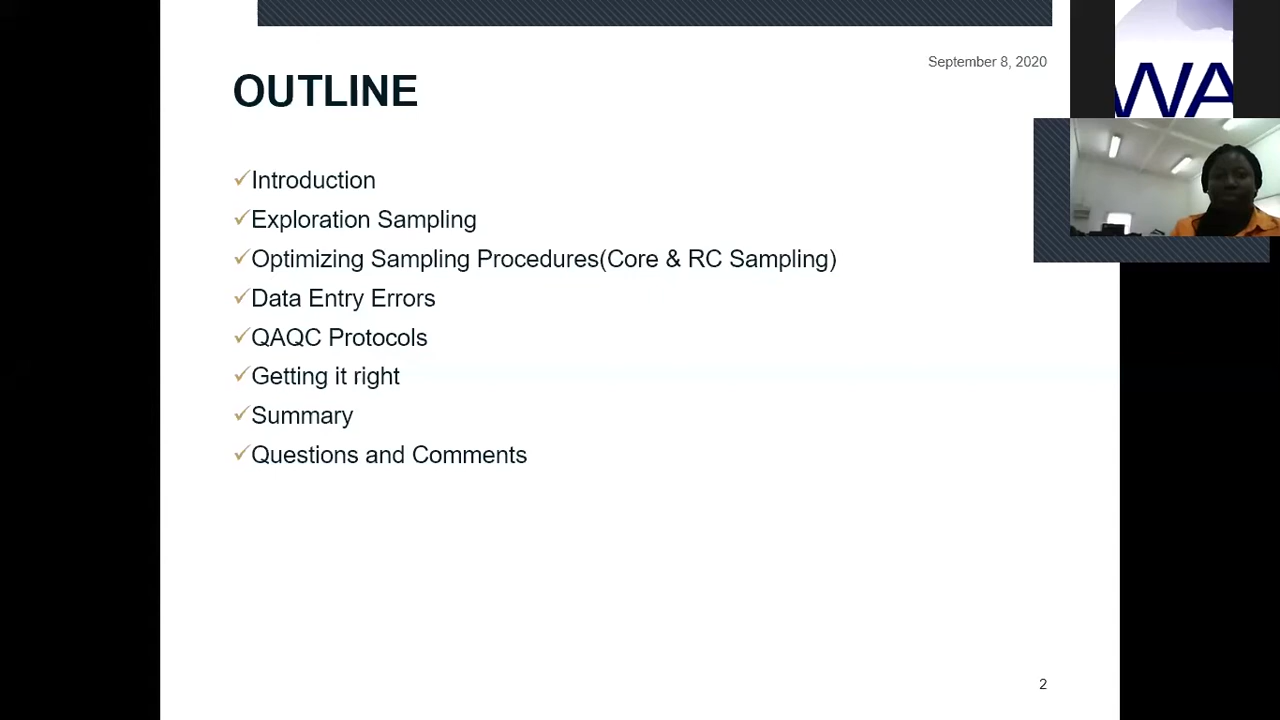 September 8, 2020
OUTLINE
✓Introduction
✓Exploration Sampling
✓Optimizing Sampling Procedures(Core & RC Sampling)
✓Data Entry Errors
✓QAQC Protocols
✓Getting it right
✓Summary
✓Questions and Comments
2
WA